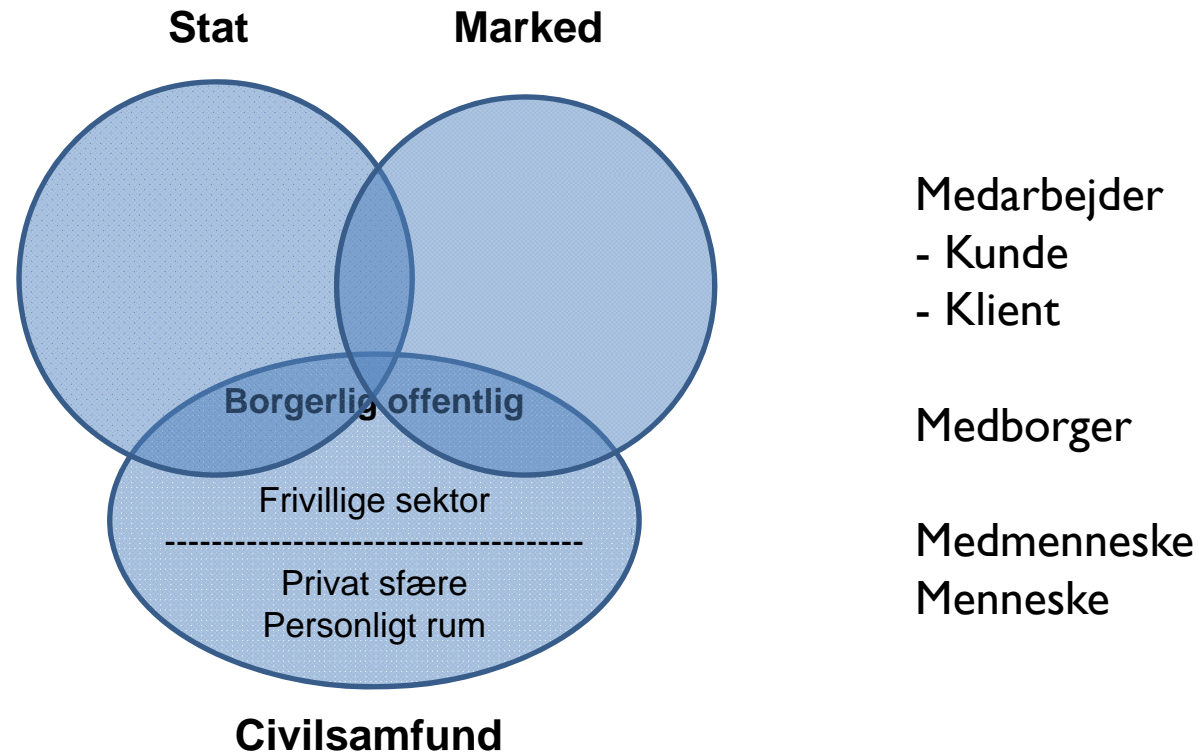 Stat
Marked
Borgerlig offentlig
Frivillige sektor
------------------------------------
Privat sfære
Personligt rum
Civilsamfund
Medarbejder
- Kunde
- Klient
Medborger
Medmenneske
Menneske